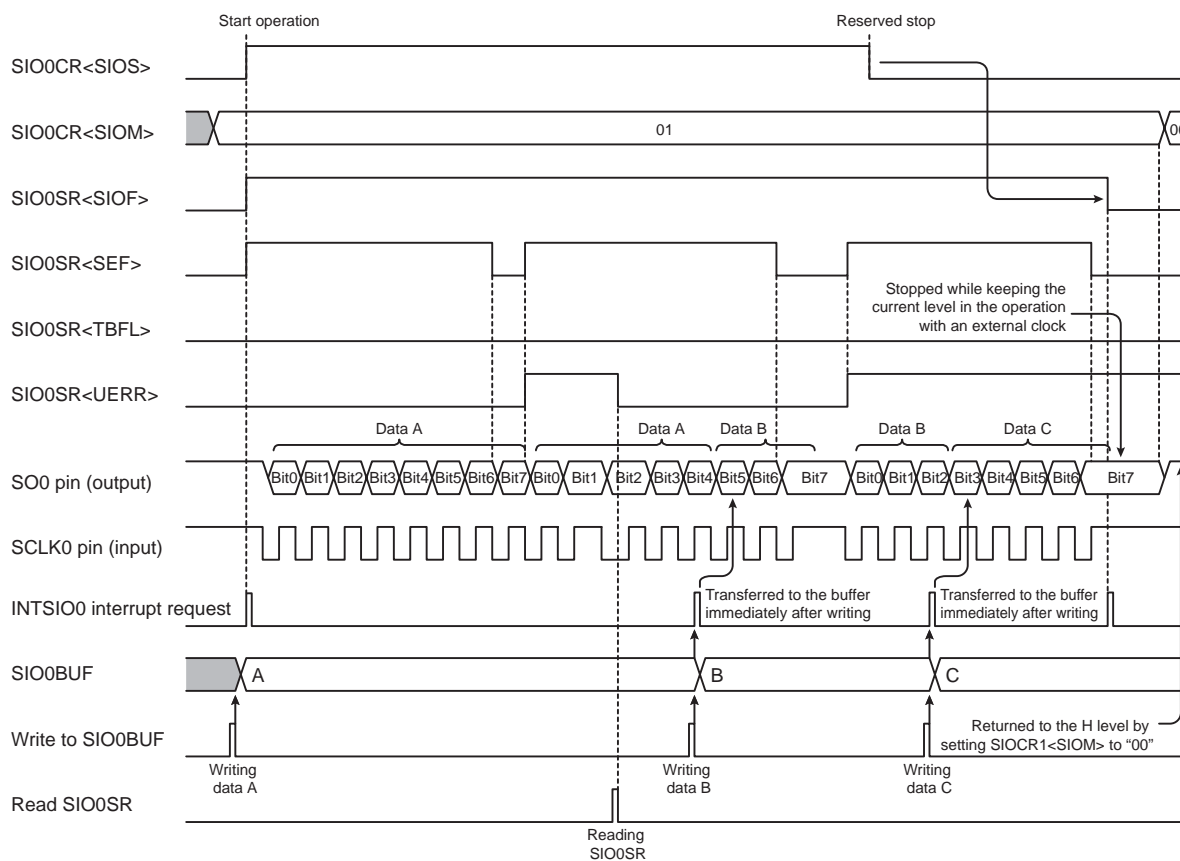 Start operation
Reserved stop
SIO0CR<SIOS>
SIO0CR<SIOM>
01
00
SIO0SR<SIOF>
SIO0SR<SEF>
Stopped while keeping the
current level in the operation
with an external clock
SIO0SR<TBFL>
SIO0SR<UERR>
Data A
Data A
Data B
Data B
Data C
SO0 pin (output)
Bit0 Bit1 Bit2 Bit3 Bit4 Bit5 Bit6 Bit7 Bit0 Bit1 Bit2 Bit3 Bit4 Bit5 Bit6 Bit7 Bit0 Bit1 Bit2 Bit3 Bit4 Bit5 Bit6 Bit7
SCLK0 pin (input)
INTSIO0 interrupt request
Transferred to the buffer
immediately after writing
Transferred to the buffer
immediately after writing
SIO0BUF
A
B
C
Write to SIO0BUF
Returned to the H level by
setting SIOCR1<SIOM> to “00”
Writing
data A
Writing
data B
Writing
data C
Read SIO0SR
Reading
SIO0SR